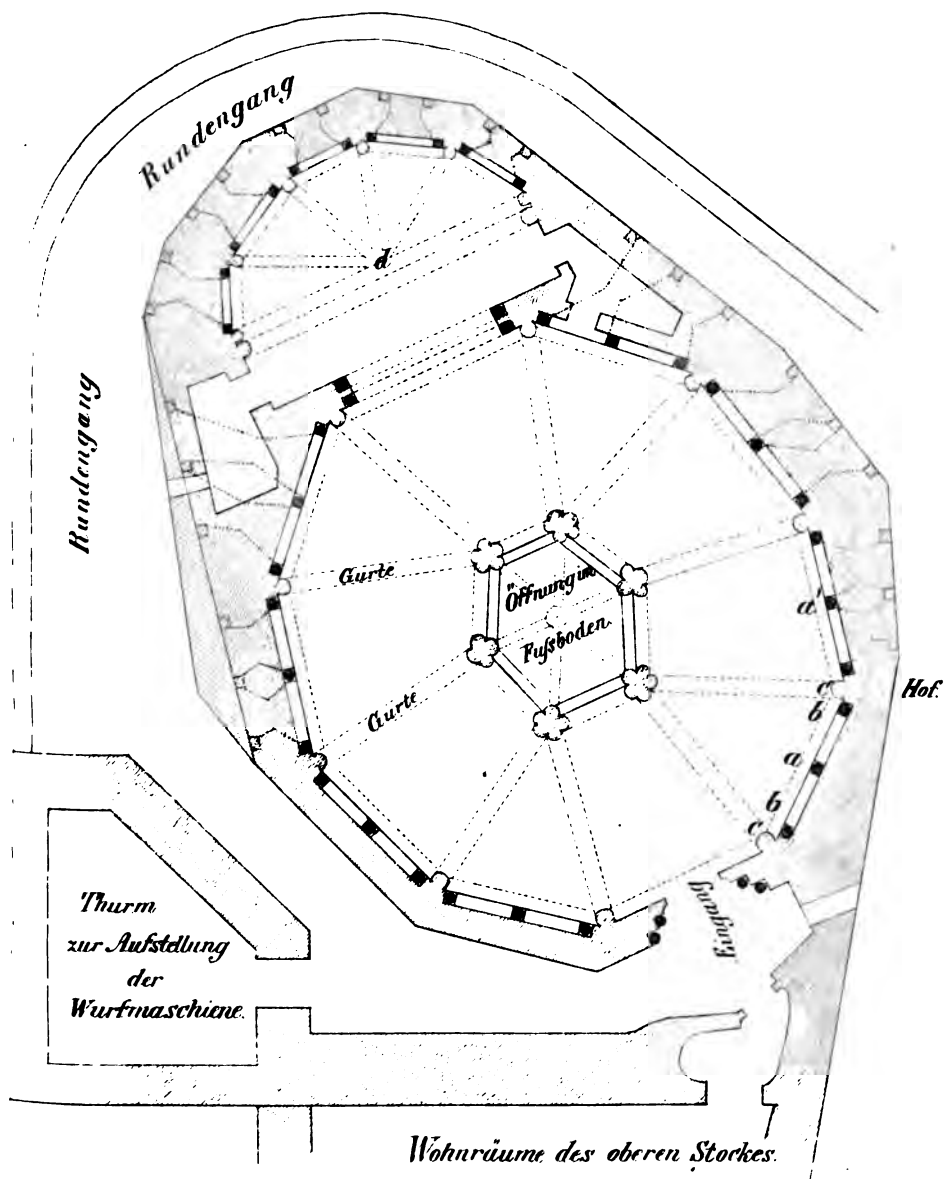 Rundengang
Rundengang
d
Gurte
Öffnung im
Fußboden.
Gurte
a'
c
b
Hof.
a
b
c
Eingang
Thurm
zur Aufstellung
der
Wurfmaschiene.
Wohnräume des oberen Stockes.